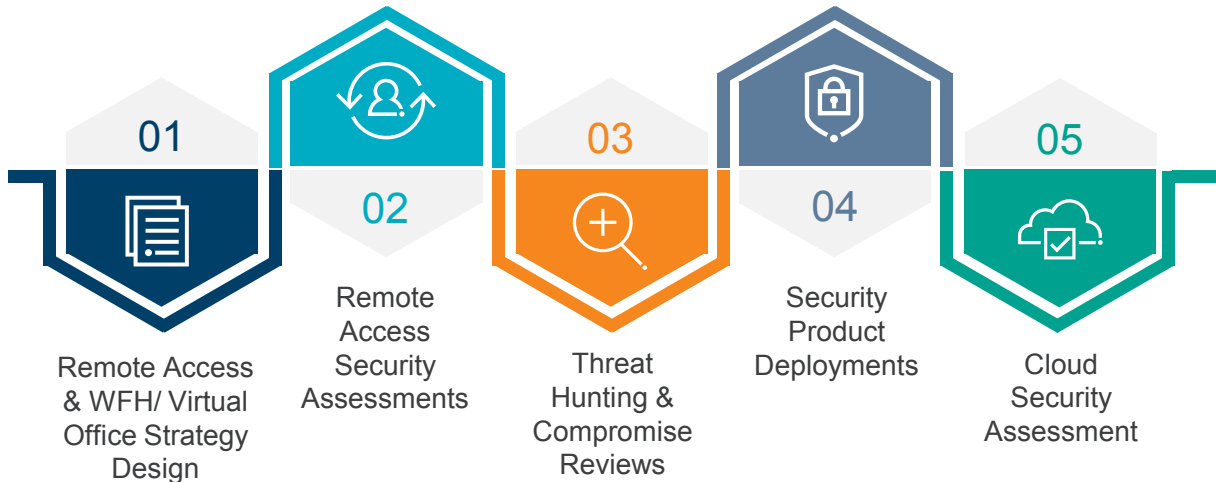 01
Remote Access
& WFH/ Virtual
Office Strategy
Design
02
Remote
Access
Security
Assessments
03
Threat
Hunting &
Compromise
Reviews
04
Security
Product
Deployments
05
Cloud
Security
Assessment